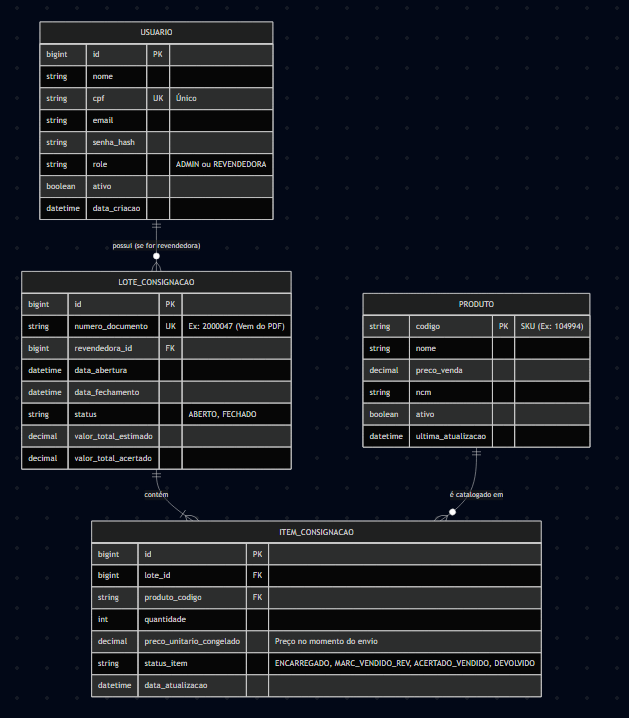 USUARIO
bigint id PK
string nome
string cpf UK Único
string email
string senha_hash
string role ADMIN ou REVENDEDORA
boolean ativo
datetime data_criacao
possui (se for revendedora)
LOTE_CONSIGNACAO
bigint id PK
string numero_documento UK Ex: 2000047 (Vem do PDF)
bigint revendedora_id FK
datetime data_abertura
datetime data_fechamento
string status ABERTO, FECHADO
decimal valor_total_estimado
decimal valor_total_acertado
PRODUTO
string codigo PK SKU (Ex: 104994)
string nome
decimal preco_venda
string ncm
boolean ativo
datetime ultima_atualizacao
contém
é catalogado em
ITEM_CONSIGNACAO
bigint id PK
bigint lote_id FK
string produto_codigo FK
int quantidade
decimal preco_unitario_congelado Preço no momento do envio
string status_item ENCARREGADO, MARC_VENDIDO_REV, ACERTADO_VENDIDO, DEVOLVIDO
datetime data_atualizacao